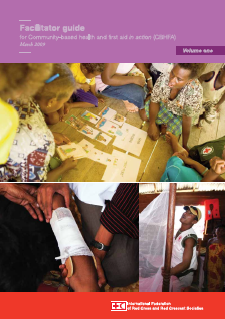 Facilitator guide
for Community-based health and first aid in action (CBHFA)
March 2009
Volume one
International Federation
of Red Cross and Red Crescent Societies